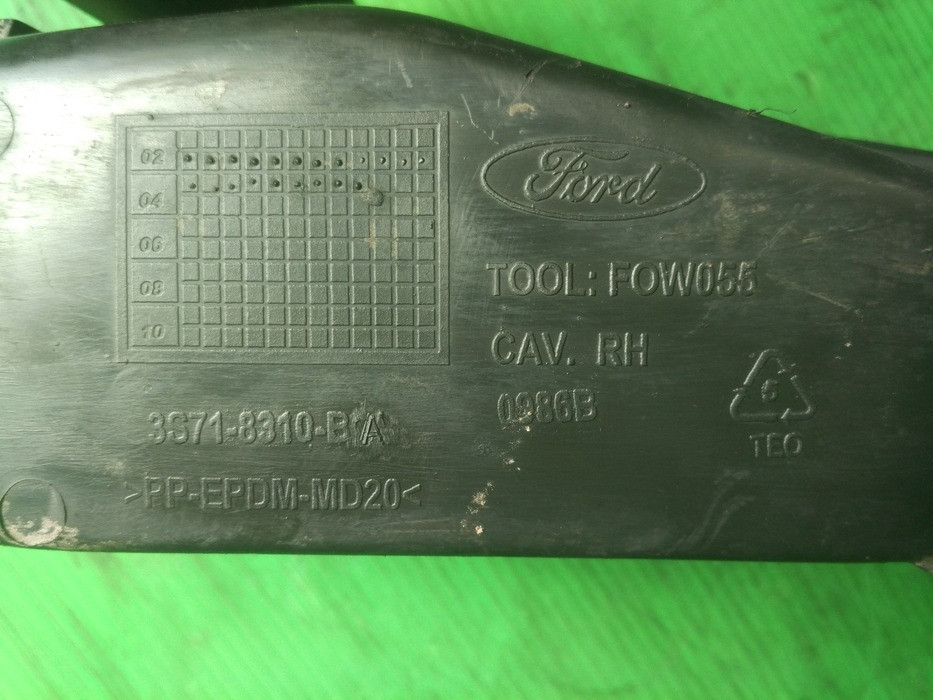 02
04
06
08
10
Ford
TOOL: FOW055
CAV. RH
0986B
3S71-8310-BA
>PP-EPDM-MD20<
5
TEO